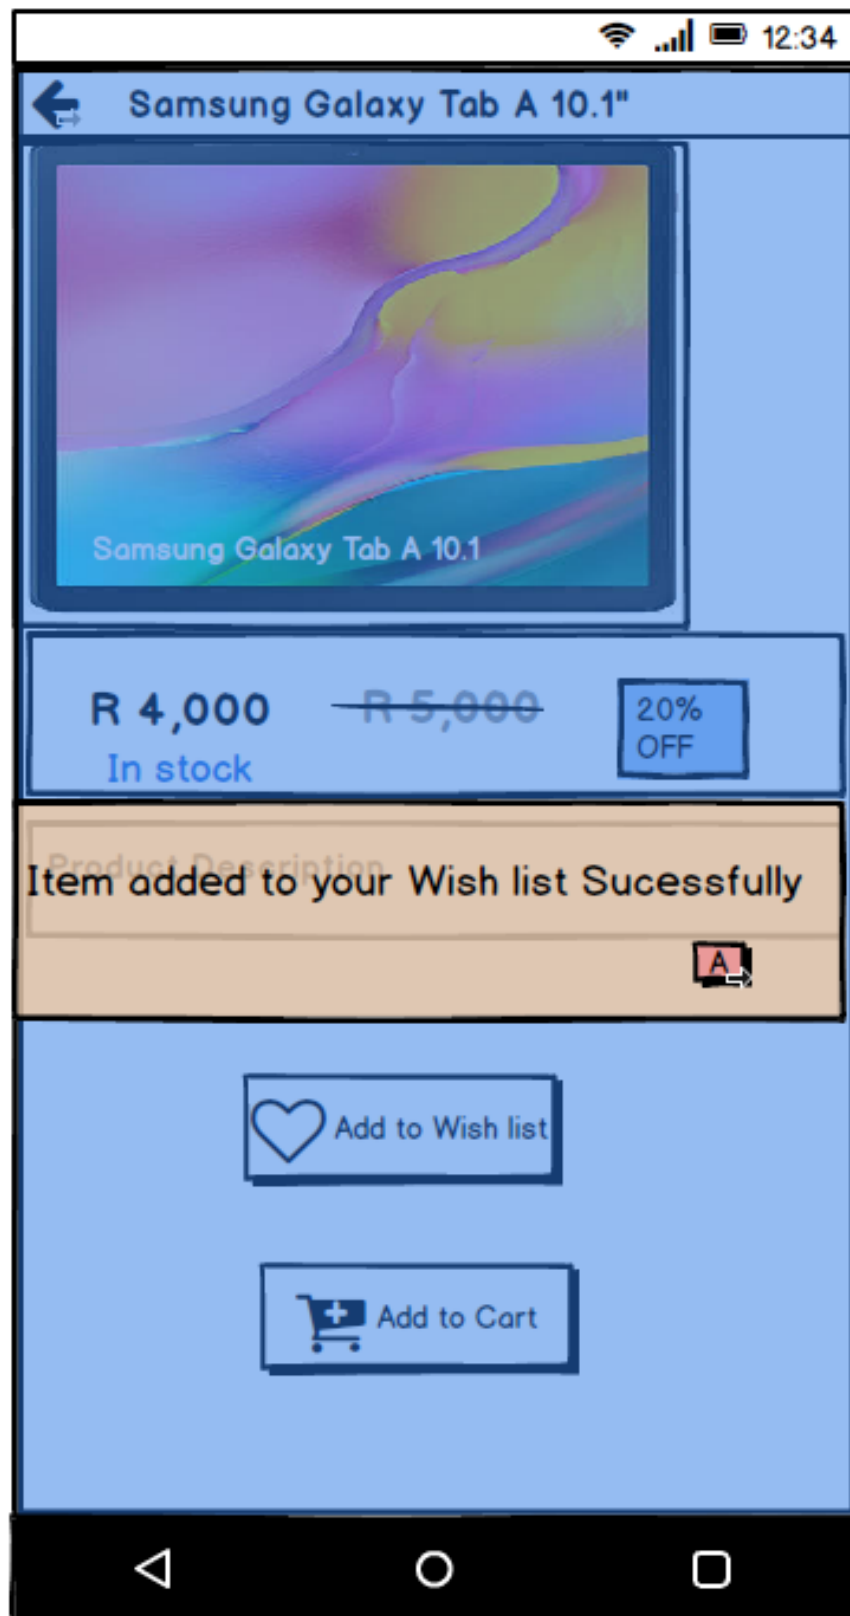 12:34
Samsung Galaxy Tab A 10.1"
Samsung Galaxy Tab A 10.1
R 4,000
R 5,000
20%
OFF
In stock
Product Description
Item added to your Wish list Sucessfully
A
Add to Wish list
Add to Cart